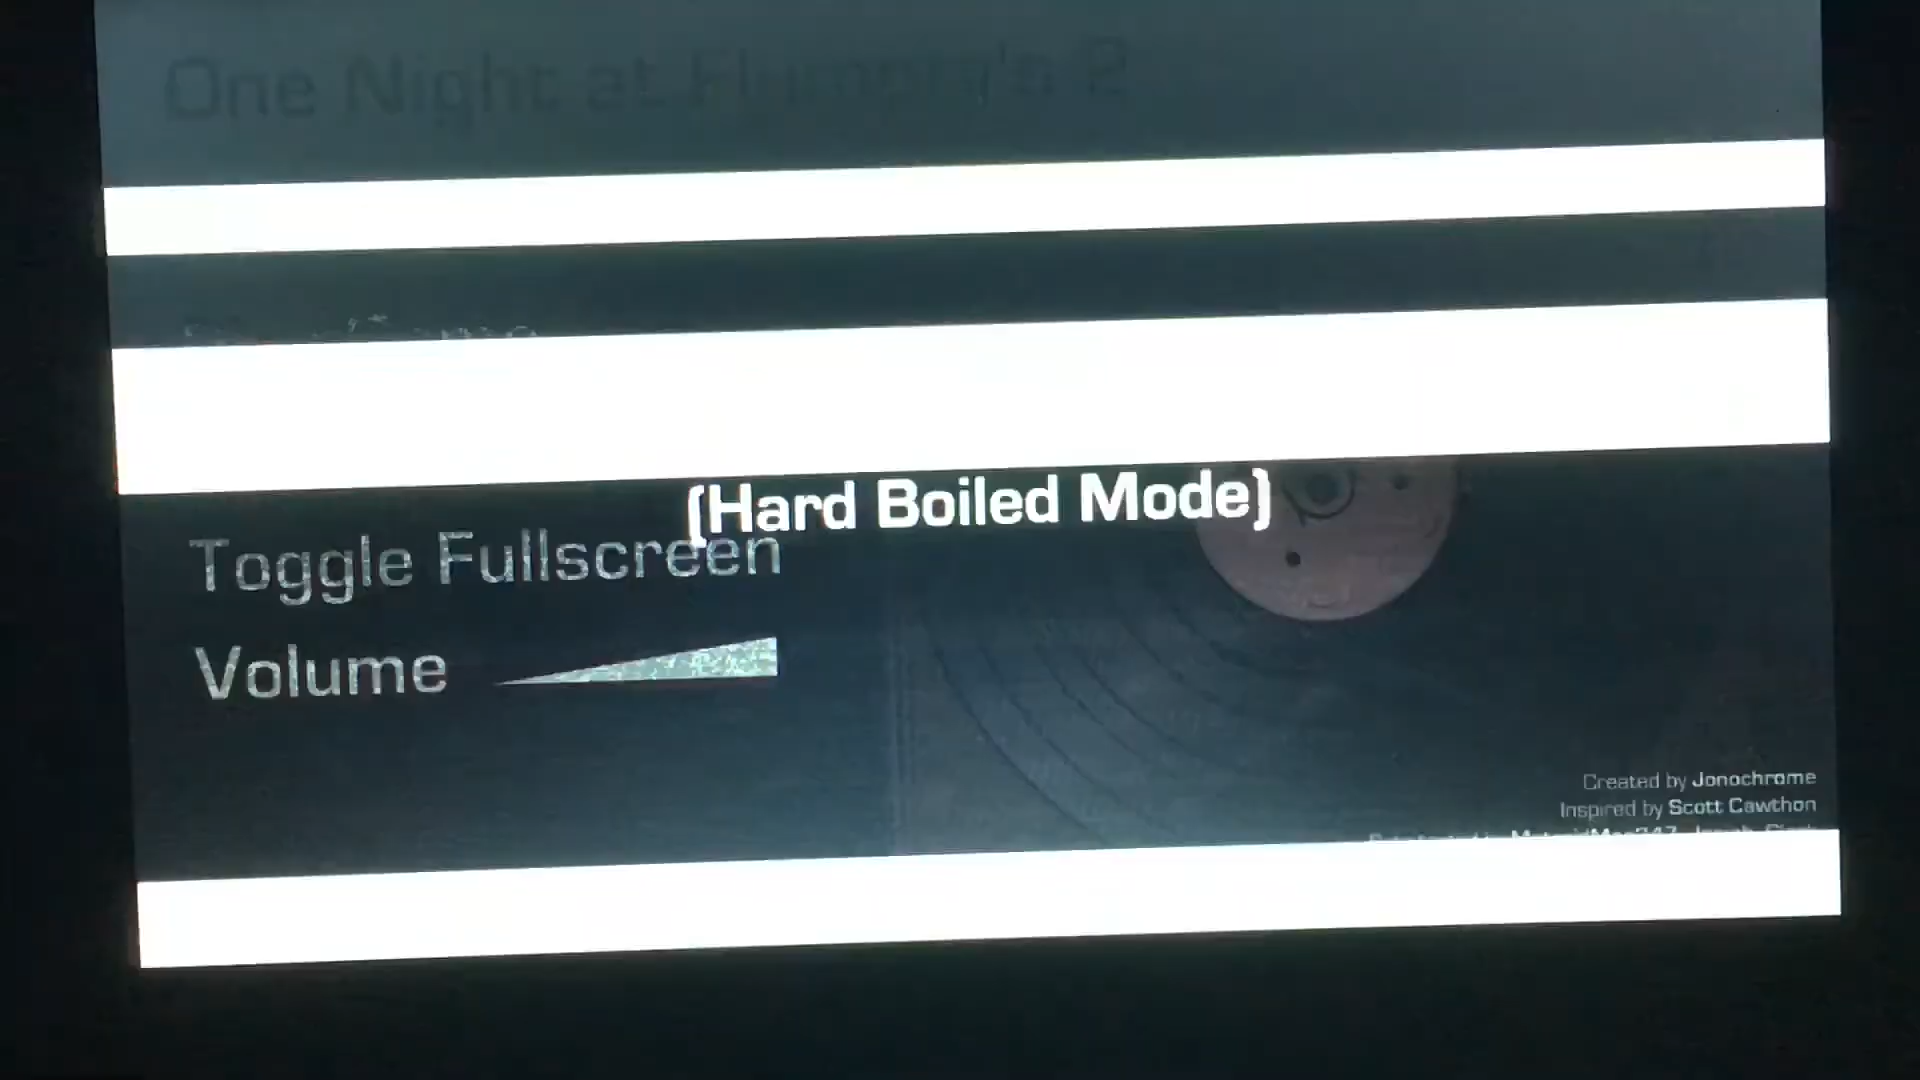 One Night at Flumpty's 2
(Hard Boiled Mode)
Toggle Fullscreen
Volume
Created by Jonochrome
Inspired by Scott Cawthon